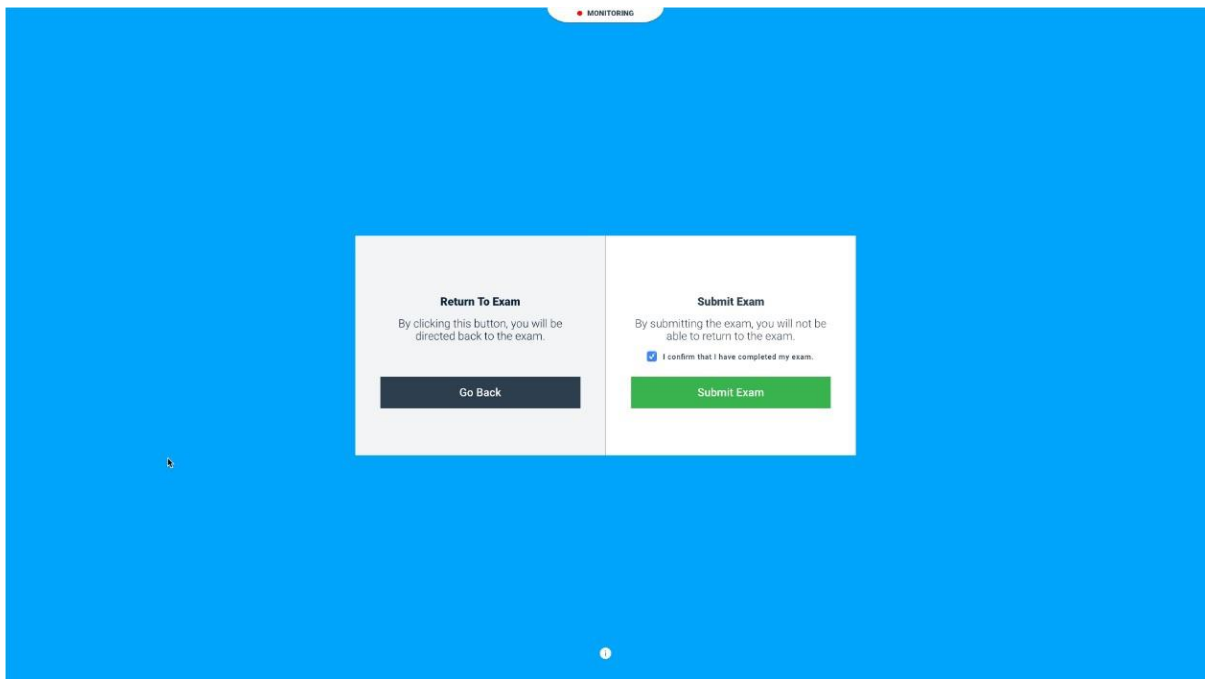 MONITORING
Return To Exam
By clicking this button, you will be
directed back to the exam.
Go Back
Submit Exam
By submitting the exam, you will not be
able to return to the exam.
I confirm that I have completed my exam.
Submit Exam